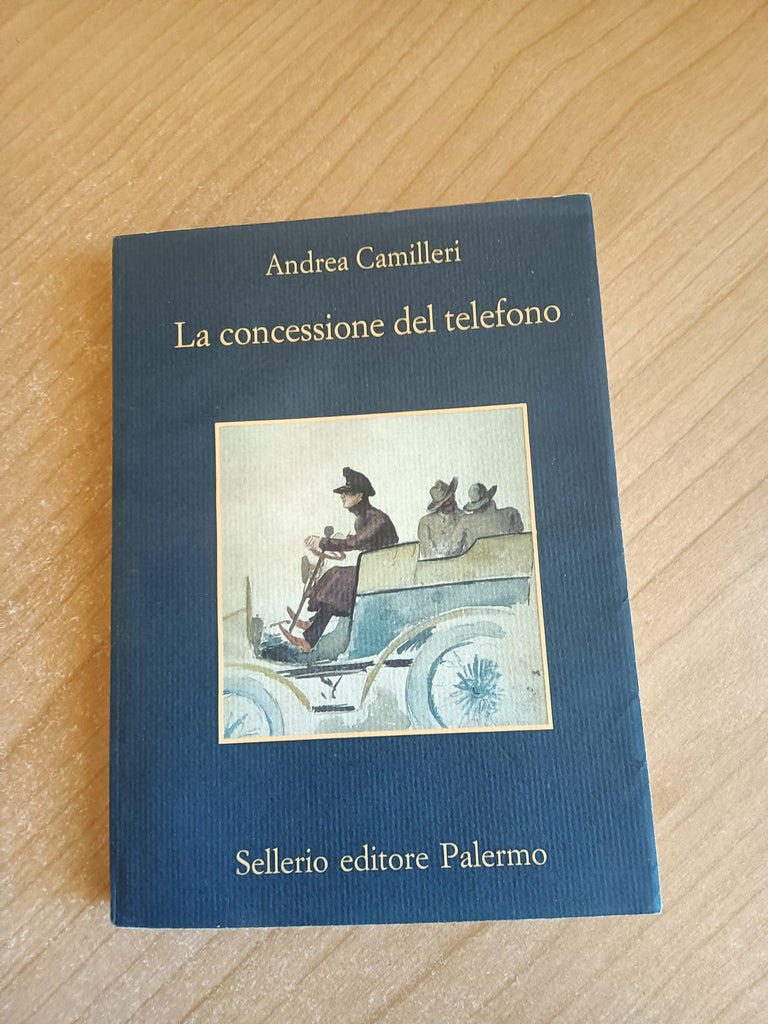 Andrea Camilleri
La concessione del telefono
Sellerio editore Palermo